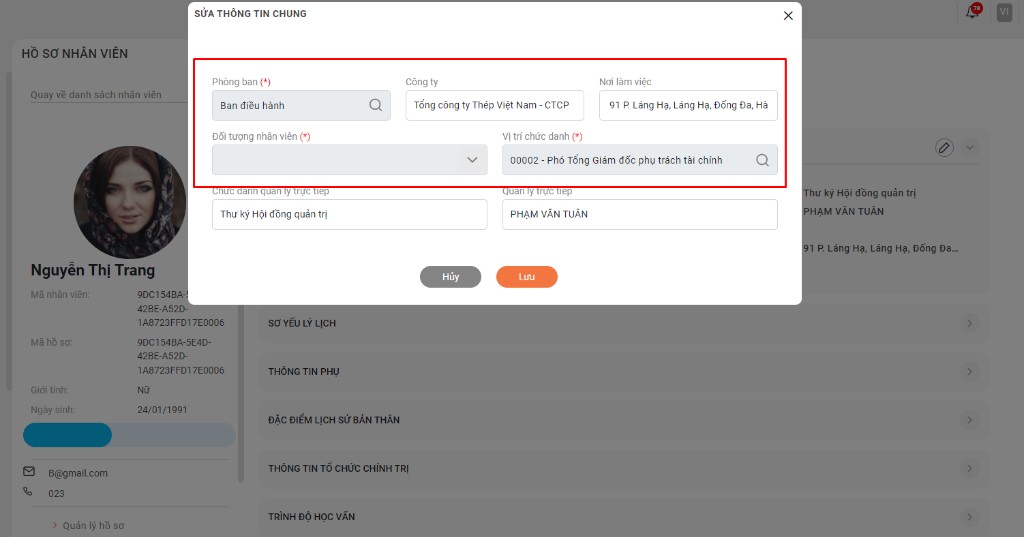 SỬA THÔNG TIN CHUNG
78
VI
HỒ SƠ NHÂN VIÊN
Quay về danh sách nhân viên
Phòng ban (*)
Công ty
Nơi làm việc
Ban điều hành
Tổng công ty Thép Việt Nam - CTCP
91 P. Láng Hạ, Láng Hạ, Đống Đa, Hà
Đối tượng nhân viên (*)
Vị trí chức danh (*)
00002 - Phó Tổng Giám đốc phụ trách tài chính
Chức danh quản lý trực tiếp
Quản lý trực tiếp
Thư ký Hội đồng quản trị
PHẠM VĂN TUÂN
Hủy
Lưu
Thư ký Hội đồng quản trị
PHẠM VĂN TUÂN
91 P. Láng Hạ, Láng Hạ, Đống Đa...
Nguyễn Thị Trang
Mã nhân viên:
9DC154BA-
42BE-A52D-
1A8723FFD17E0006
Mã hồ sơ:
9DC154BA-5E4D-
42BE-A52D-
1A8723FFD17E0006
Giới tính:
Nữ
Ngày sinh:
24/01/1991
B@gmail.com
023
Quản lý hồ sơ
SƠ YẾU LÝ LỊCH
THÔNG TIN PHỤ
ĐẶC ĐIỂM LỊCH SỬ BẢN THÂN
THÔNG TIN TỔ CHỨC CHÍNH TRỊ
TRÌNH ĐỘ HỌC VẤN